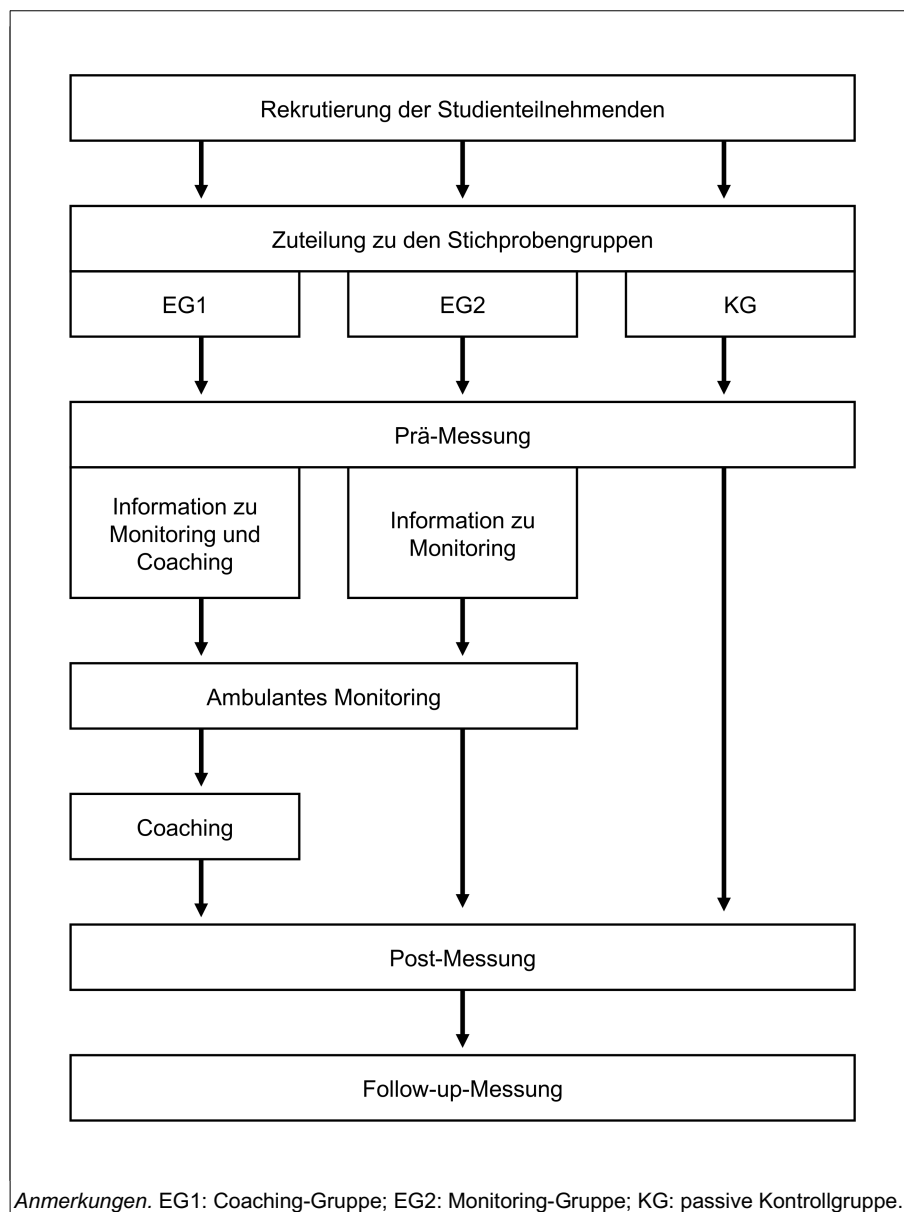 Rekrutierung der Studienteilnehmenden
Zuteilung zu den Stichprobengruppen
EG1
EG2
KG
Prä-Messung
Information zu
Monitoring und
Coaching
Information zu
Monitoring
Ambulantes Monitoring
Coaching
Post-Messung
Follow-up-Messung
Anmerkungen. EG1: Coaching-Gruppe; EG2: Monitoring-Gruppe; KG: passive Kontrollgruppe.